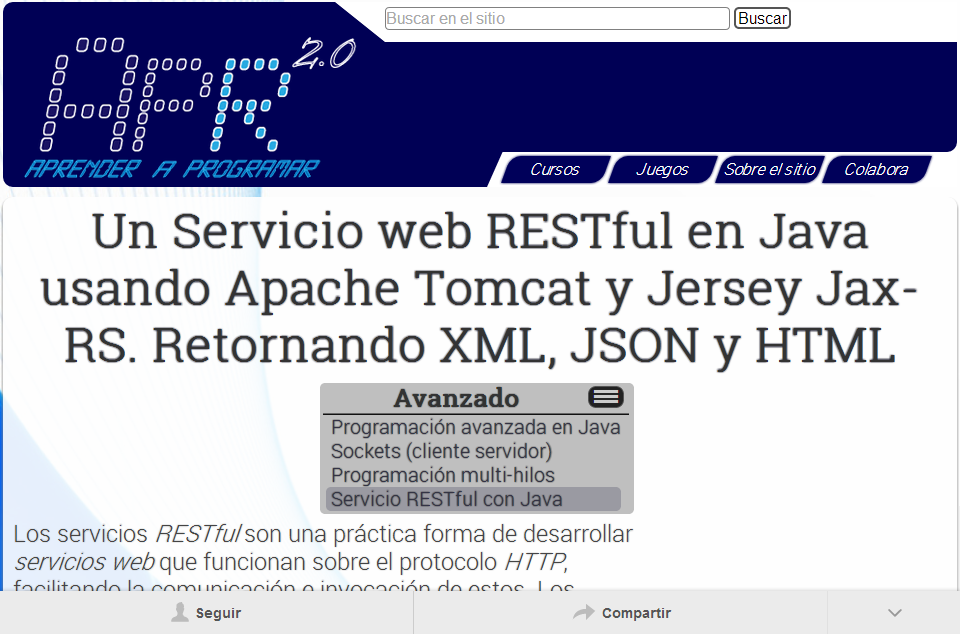 Buscar en el sitio
Buscar
APR 2.0
APRENDER A PROGRAMAR
Cursos
Juegos
Sobre el sitio
Colabora
Un Servicio web RESTful en Java
usando Apache Tomcat y Jersey Jax-
RS. Retornando XML, JSON y HTML
Avanzado
Programación avanzada en Java
Sockets (cliente servidor)
Programación multi-hilos
Servicio RESTful con Java
Los servicios RESTful son una práctica forma de desarrollar
servicios web que funcionan sobre el protocolo HTTP,
facilitando la comunicación e invocación de estos. Los
Seguir
Compartir